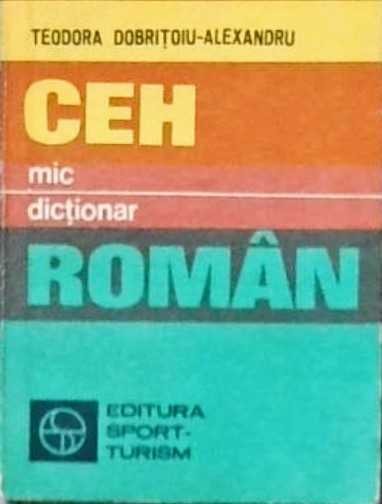 TEODORA DOBRIȚOIU-ALEXANDRU
CEH
mic
dicționar
ROMÂN
EDITURA
SPORT-
TURISM